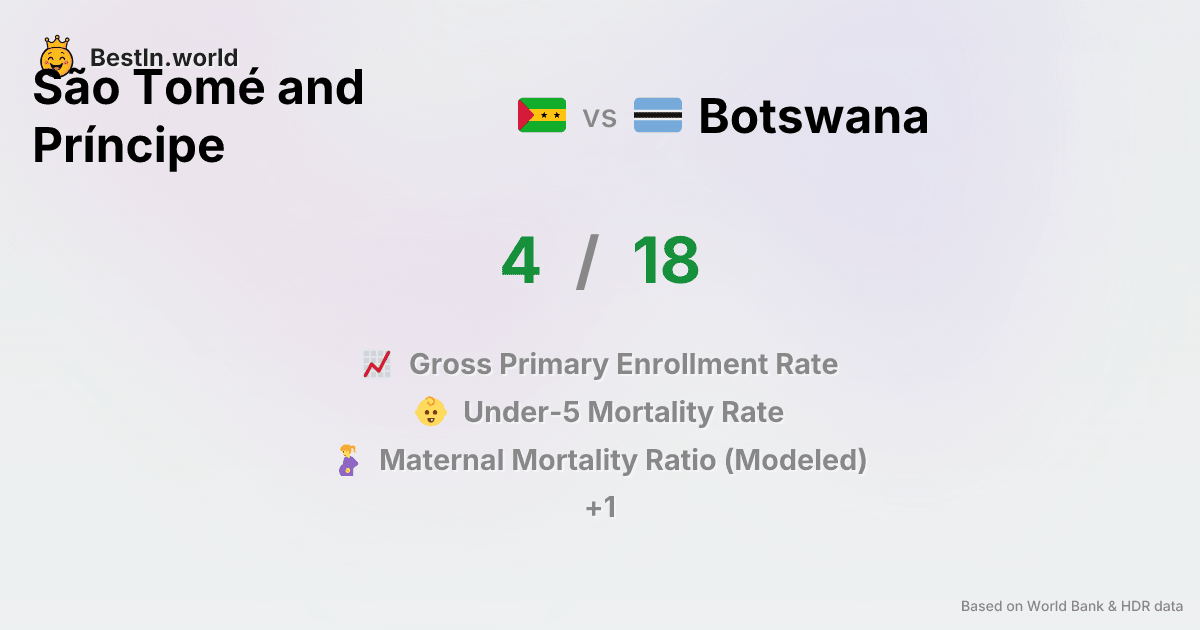 BestIn.world
São Tomé and
Príncipe
vs
Botswana
4 / 18
Gross Primary Enrollment Rate
Under-5 Mortality Rate
Maternal Mortality Ratio (Modeled)
+1
Based on World Bank & HDR data